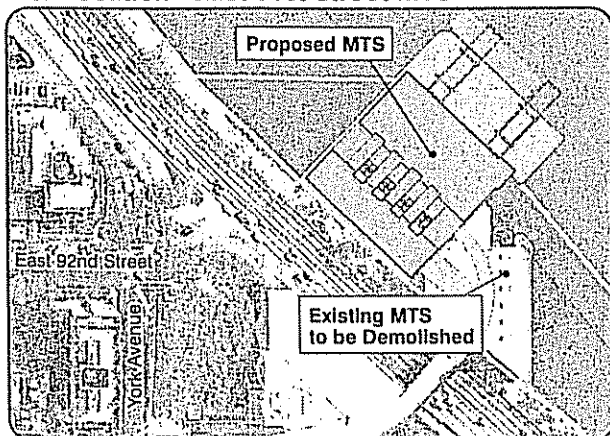 Proposed MTS
East 92nd Street
York Avenue
Existing MTS
to be Demolished